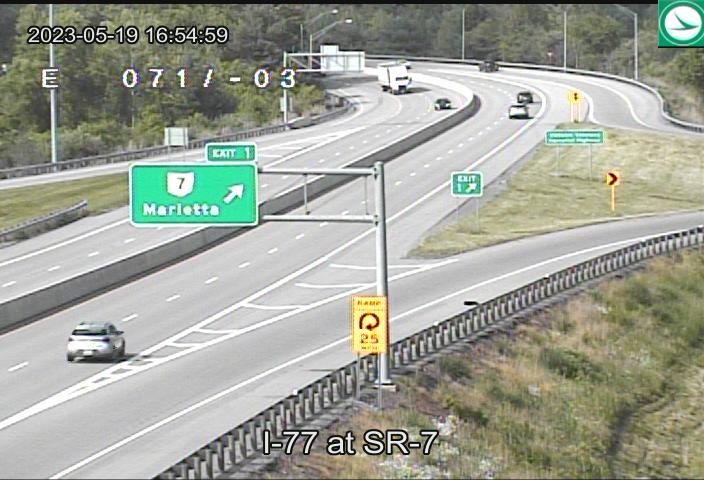 2023-05-19 16:54:59
E 071/-03
EXIT 1
7
Marietta
EXIT
1
RAMP
25
MPH
I-77 at SR-7